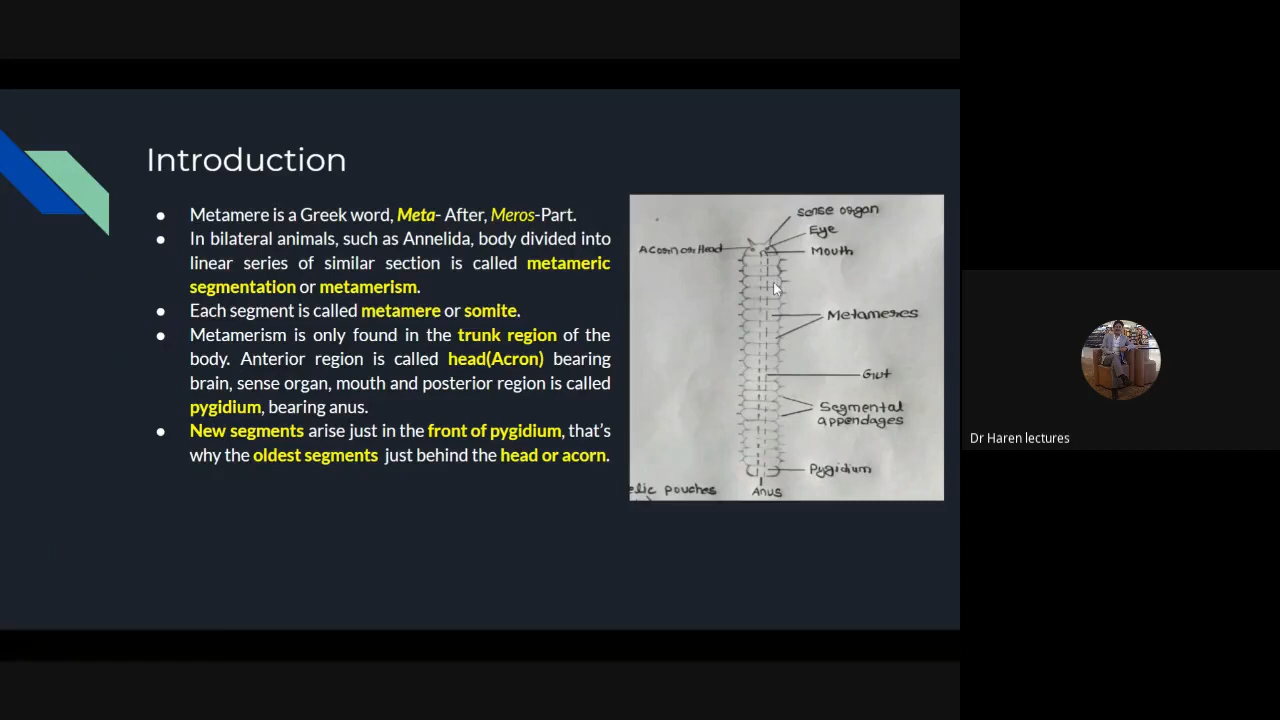 Introduction
● Metamere is a Greek word, Meta- After, Meros-Part.
● In bilateral animals, such as Annelida, body divided into
linear series of similar section is called metameric
segmentation or metamerism.
● Each segment is called metamere or somite.
● Metamerism is only found in the trunk region of the
body. Anterior region is called head(Acron) bearing
brain, sense organ, mouth and posterior region is called
pygidium, bearing anus.
● New segments arise just in the front of pygidium, that's
why the oldest segments just behind the head or acorn.
Sense organ
Eye
Acorn or Head
Mouth
Metameres
Gut
Segmental
appendages
Pygidium
elic pouches
Anus
Dr Haren lectures